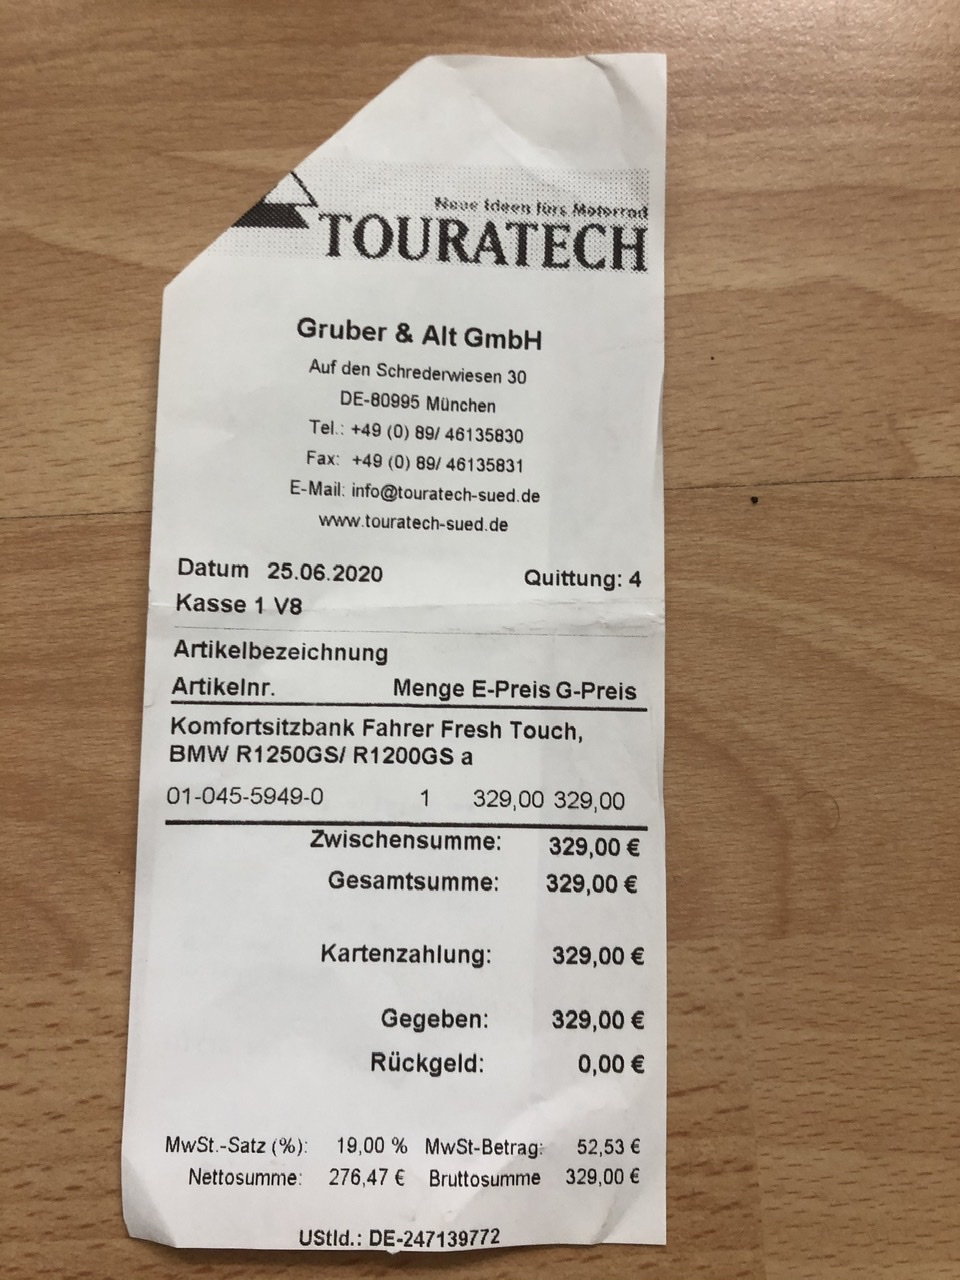 Neue Ideen fürs Motorrad
TOURATECH
Gruber & Alt GmbH
Auf den Schrederwiesen 30
DE-80995 München
Tel.: +49 (0) 89/ 46135830
Fax: +49 (0) 89/ 46135831
E-Mail: info@touratech-sued.de
www.touratech-sued.de
Datum 25.06.2020 Quittung: 4
Kasse 1 V8
Artikelbezeichnung
Artikelnr. Menge E-Preis G-Preis
Komfortsitzbank Fahrer Fresh Touch,
BMW R1250GS/ R1200GS a
01-045-5949-0 1 329,00 329,00
Zwischensumme: 329,00 €
Gesamtsumme: 329,00 €
Kartenzahlung: 329,00 €
Gegeben: 329,00 €
Rückgeld: 0,00 €
MwSt.-Satz (%): 19,00 % MwSt-Betrag: 52,53 €
Nettosumme: 276,47 € Bruttosumme 329,00 €
UStId.: DE-247139772